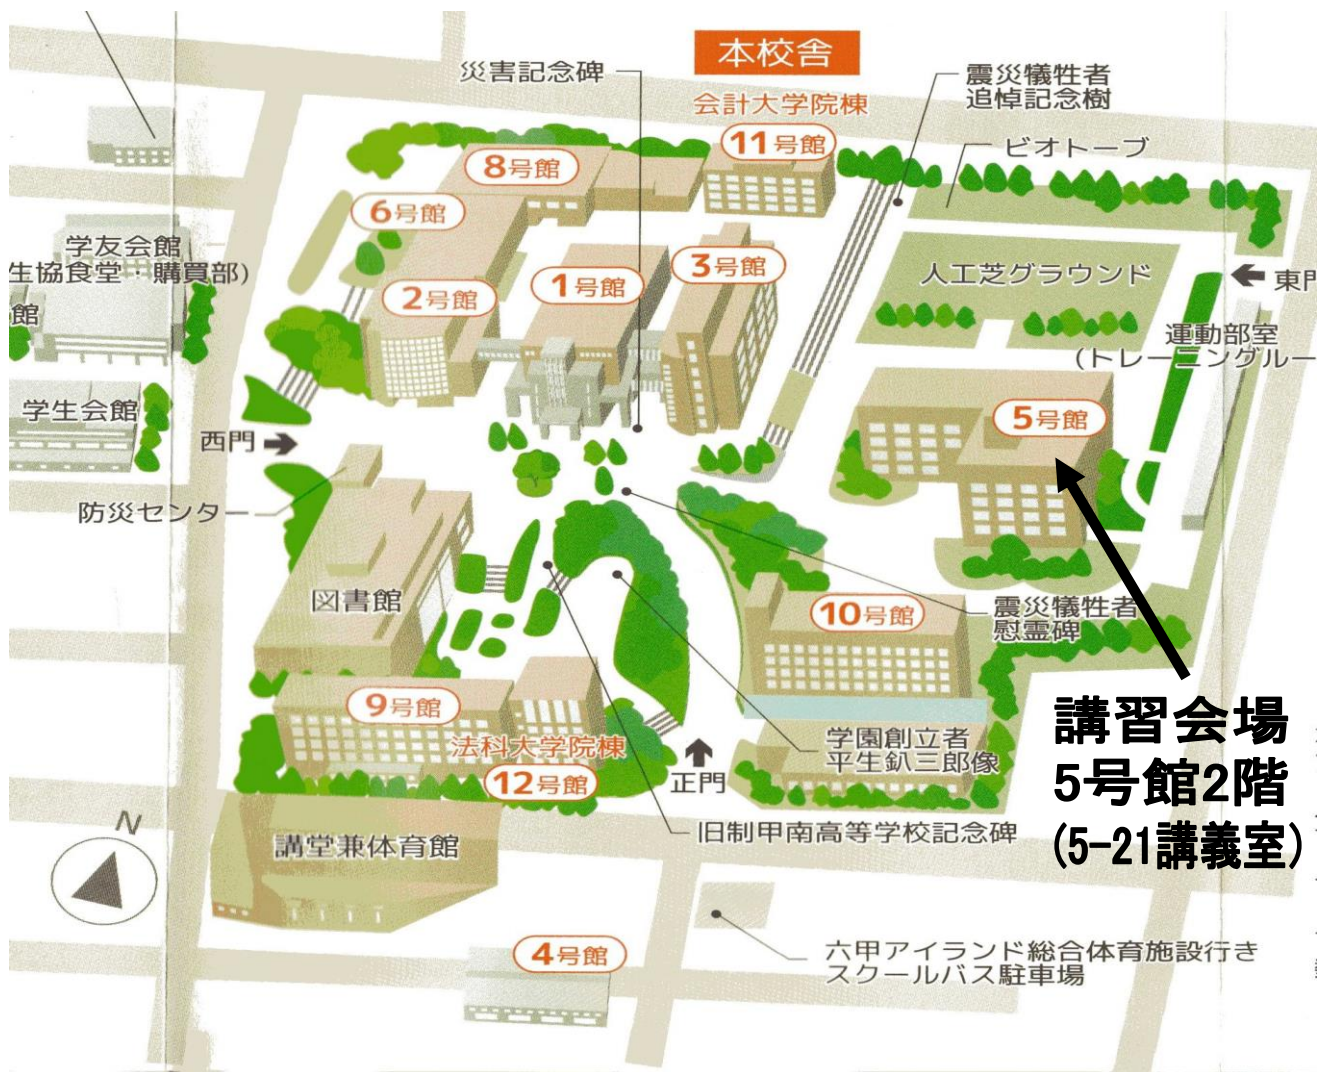 本校舎
災害記念碑
震災犠牲者
追悼記念樹
会計大学院棟
11号館
ビオトーブ
8号館
6号館
学友会館
生協食堂・購買部)
館
3号館
1号館
2号館
人工芝グラウンド
東門
運動部室
(トレーニングルー
学生会館
5号館
西門
防災センター
図書館
10号館
震災犠牲者
慰霊碑
9号館
法科大学院棟
12号館
学園創立者
平生釟三郎像
正門
講習会場
5号館2階
(5-21講義室)
旧制甲南高等学校記念碑
講堂兼体育館
N
4号館
六甲アイランド総合体育施設行き
スクールバス駐車場